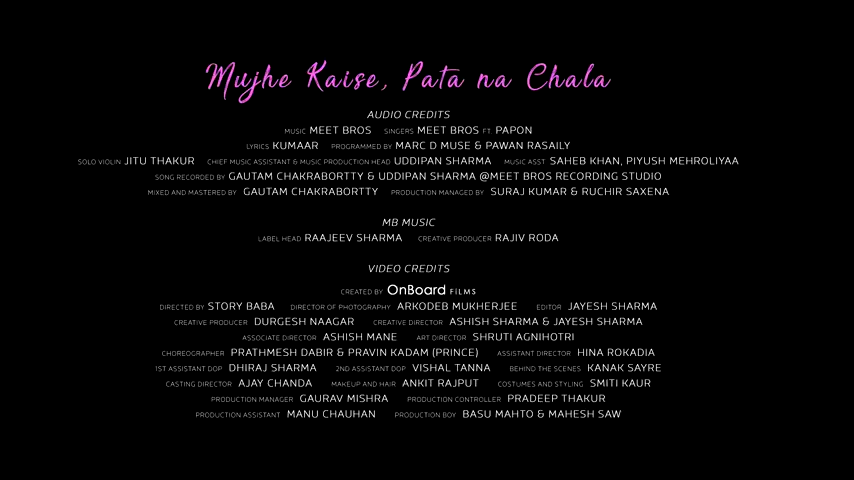 Mujhe Kaise, Pata na Chala
AUDIO CREDITS
MUSIC MEET BROS SINGERS MEET BROS FT. PAPON
LYRICS KUMAAR PROGRAMMED BY MARC D MUSE & PAWAN RASAILY
SOLO VIOLIN JITU THAKUR CHIEF MUSIC ASSISTANT & MUSIC PRODUCTION HEAD UDDIPAN SHARMA MUSIC ASST SAHEB KHAN, PIYUSH MEHROLIYAA
SONG RECORDED BY GAUTAM CHAKRABORTTY & UDDIPAN SHARMA @MEET BROS RECORDING STUDIO
MIXED AND MASTERED BY GAUTAM CHAKRABORTTY PRODUCTION MANAGED BY SURAJ KUMAR & RUCHIR SAXENA
MB MUSIC
LABEL HEAD RAAJEEV SHARMA CREATIVE PRODUCER RAJIV RODA
VIDEO CREDITS
CREATED BY OnBoard FiLMS
DIRECTED BY STORY BABA DIRECTOR OF PHOTOGRAPHY ARKODEB MUKHERJEE EDITOR JAYESH SHARMA
CREATIVE PRODUCER DURGESH NAAGAR CREATIVE DIRECTOR ASHISH SHARMA & JAYESH SHARMA
ASSOCIATE DIRECTOR ASHISH MANE ART DIRECTOR SHRUTI AGNIHOTRI
CHOREOGRAPHER PRATHMESH DABIR & PRAVIN KADAM (PRINCE) ASSISTANT DIRECTOR HINA ROKADIA
1ST ASSISTANT DOP DHIRAJ SHARMA 2ND ASSISTANT DOP VISHAL TANNA BEHIND THE SCENES KANAK SAYRE
CASTING DIRECTOR AJAY CHANDA MAKEUP AND HAIR ANKIT RAJPUT COSTUMES AND STYLING SMITI KAUR
PRODUCTION MANAGER GAURAV MISHRA PRODUCTION CONTROLLER PRADEEP THAKUR
PRODUCTION ASSISTANT MANU CHAUHAN PRODUCTION BOY BASU MAHTO & MAHESH SAW